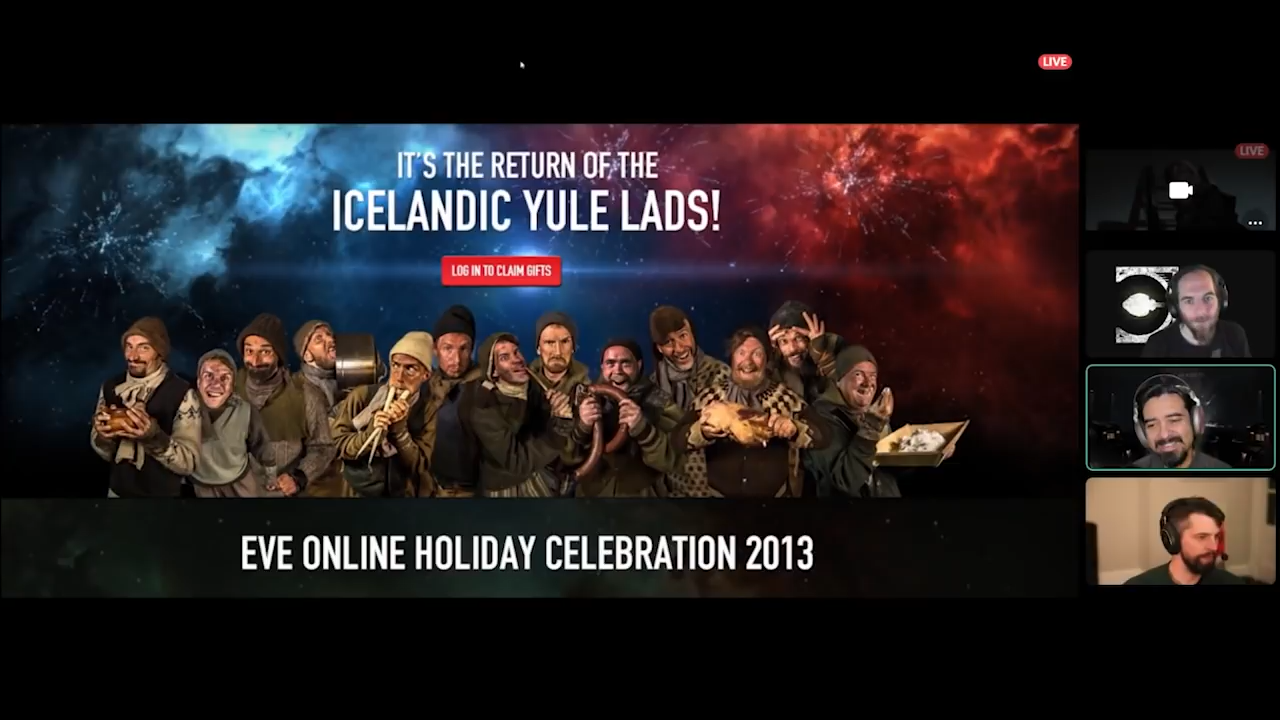 LIVE
IT'S THE RETURN OF THE
ICELANDIC YULE LADS!
LIVE
LOG IN TO CLAIM GIFTS
EVE ONLINE HOLIDAY CELEBRATION 2013